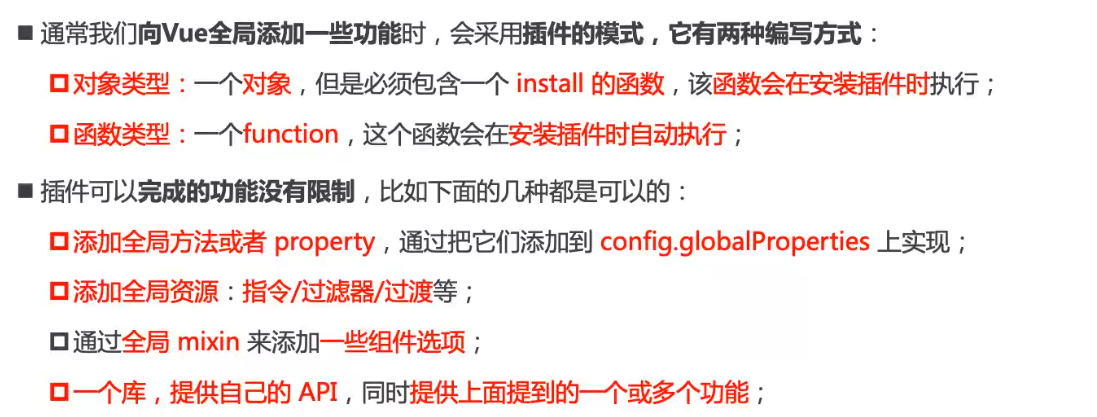 通常我们向Vue全局添加一些功能时，会采用插件的模式，它有两种编写方式：
对象类型：一个对象，但是必须包含一个 install 的函数，该函数会在安装插件时执行；
函数类型：一个function，这个函数会在安装插件时自动执行；
插件可以完成的功能没有限制，比如下面的几种都是可以的：
添加全局方法或者 property，通过把它们添加到 config.globalProperties 上实现；
添加全局资源：指令/过滤器/过渡等；
通过全局 mixin 来添加一些组件选项；
一个库，提供自己的 API，同时提供上面提到的一个或多个功能；